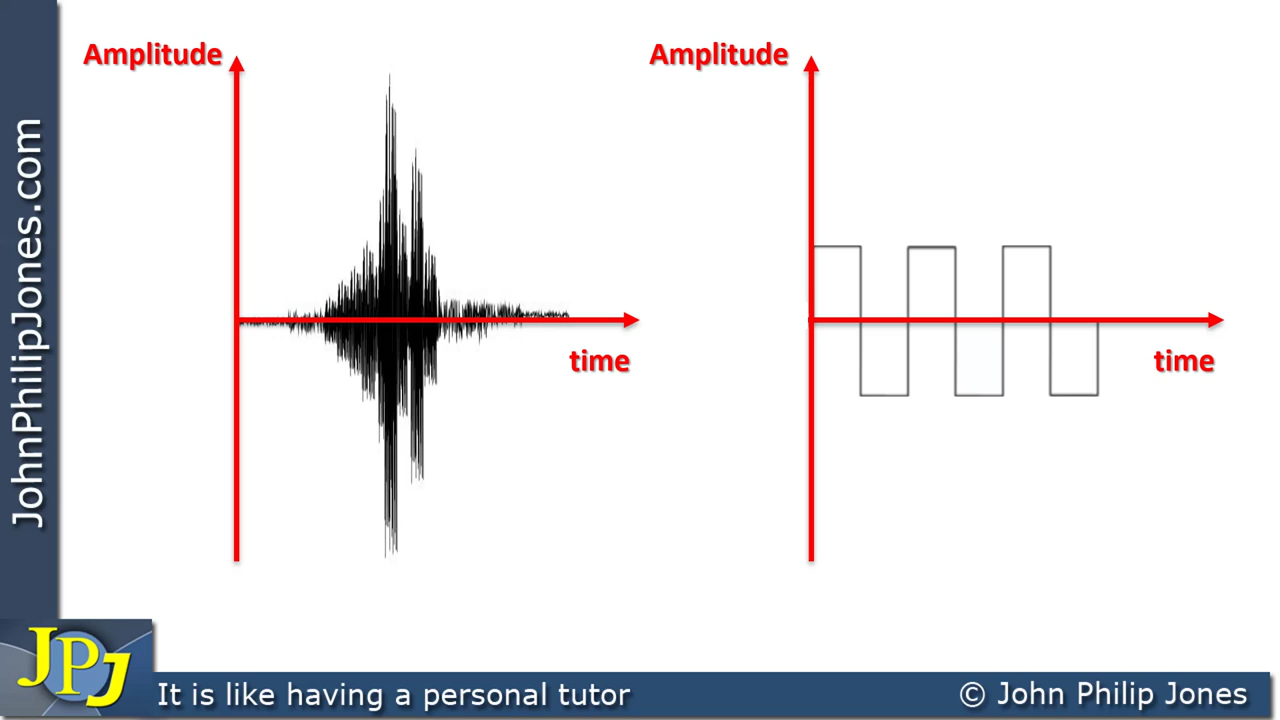 Amplitude
Amplitude
time
time
JohnPhilipJones.com
JPJ
It is like having a personal tutor
© John Philip Jones